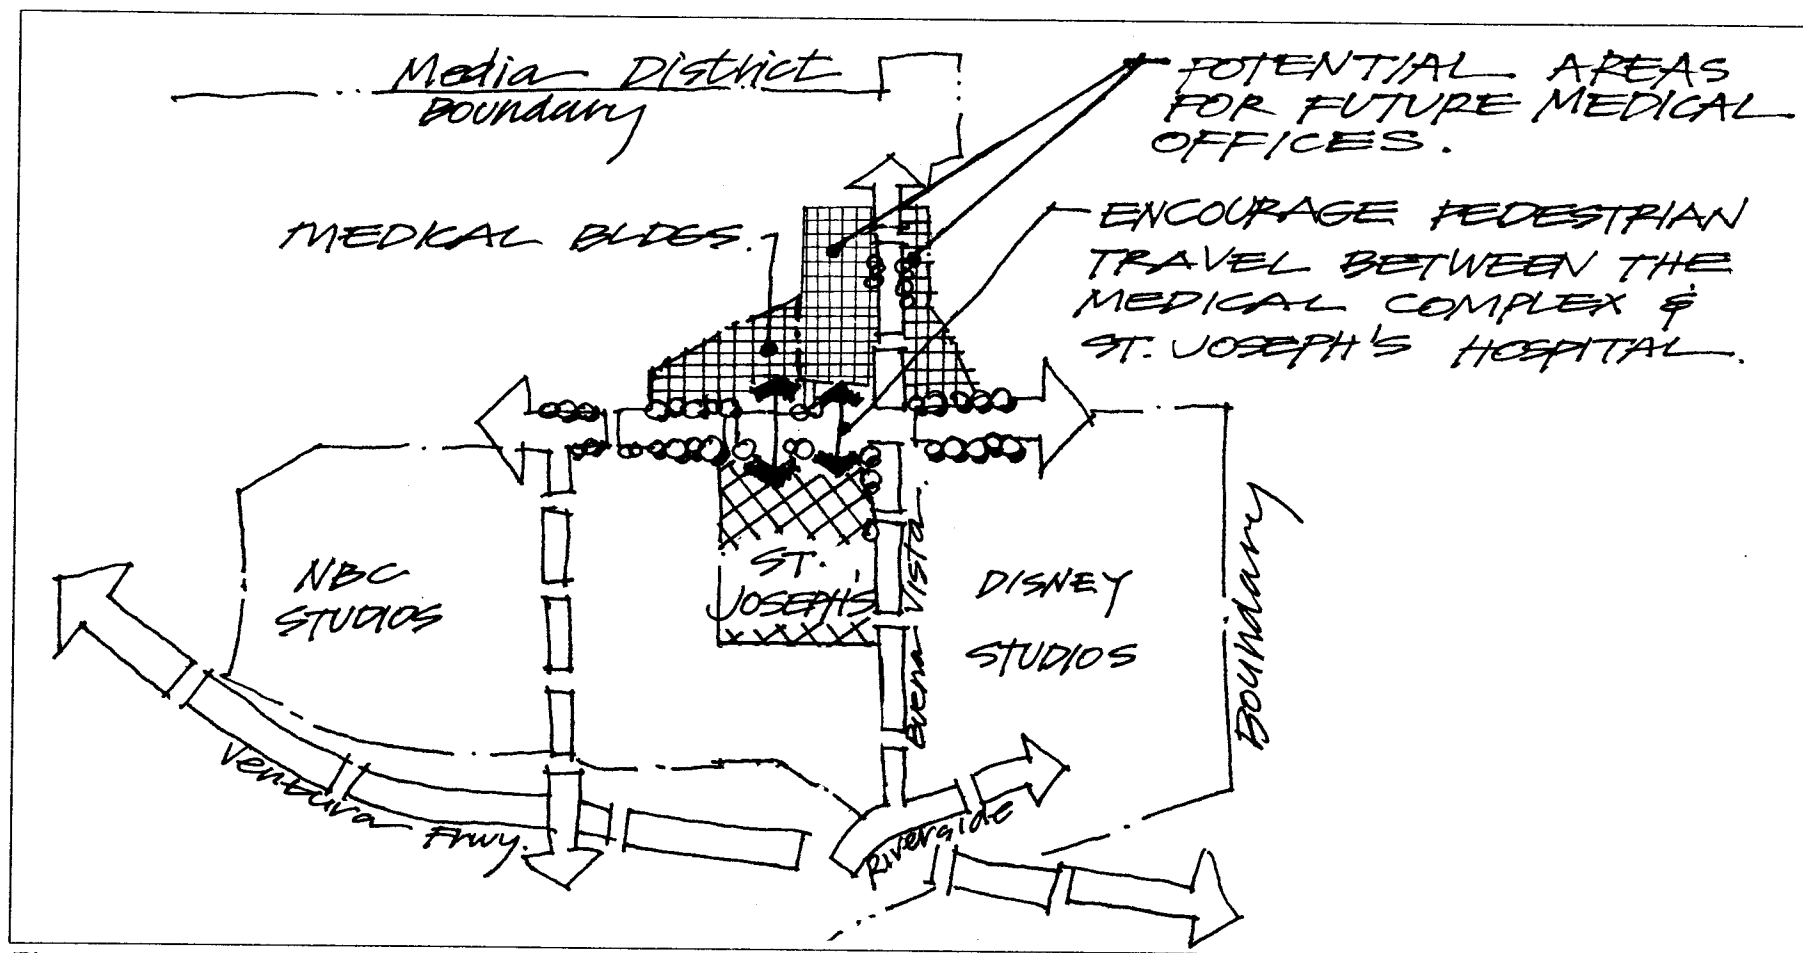 Media District
Boundary
POTENTIAL AREAS
FOR FUTURE MEDICAL
OFFICES.
MEDICAL BLDGS.
ENCOURAGE PEDESTRIAN
TRAVEL BETWEEN THE
MEDICAL COMPLEX &
ST. JOSEPH'S HOSPITAL.
NBC
STUDIOS
ST.
JOSEPH'S
Buena Vista
DISNEY
STUDIOS
Boundary
Ventura Frwy.
Riverside